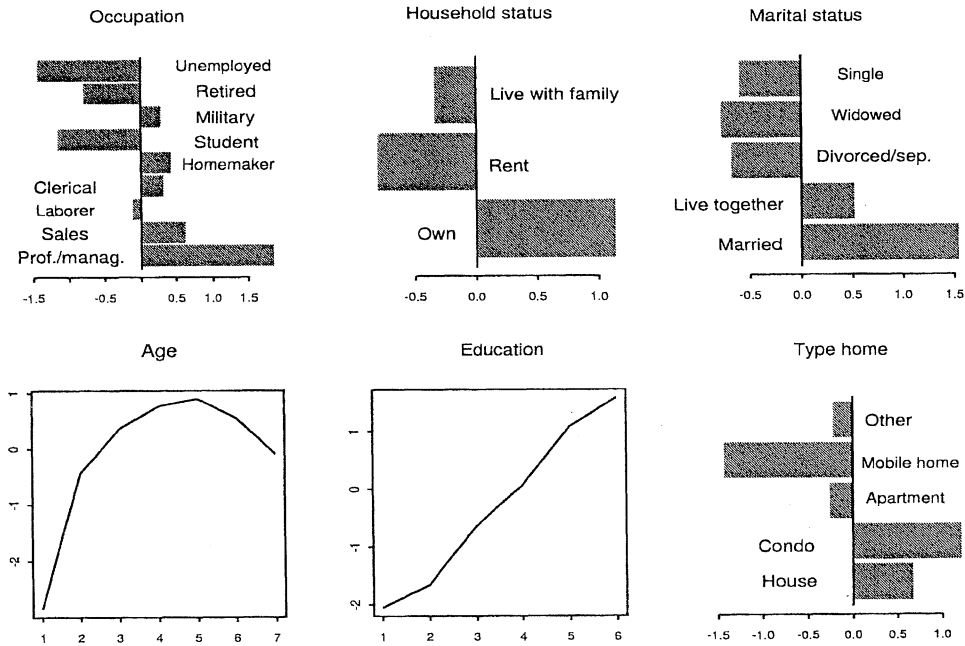 Occupation
Unemployed
Retired
Military
Student
Homemaker
Clerical
Laborer
Sales
Prof./manag.
-1.5 -0.5 0.5 1.5
Household status
Live with family
Rent
Own
-0.5 0.0 0.5 1.0
Marital status
Single
Widowed
Divorced/sep.
Live together
Married
-0.5 0.0 0.5 1.0 1.5
Age
1
0
-1
-2
1 2 3 4 5 6 7
Education
1
0
-1
-2
1 2 3 4 5 6
Type home
Other
Mobile home
Apartment
Condo
House
-1.5 -1.0 -0.5 0.0 0.5 1.0